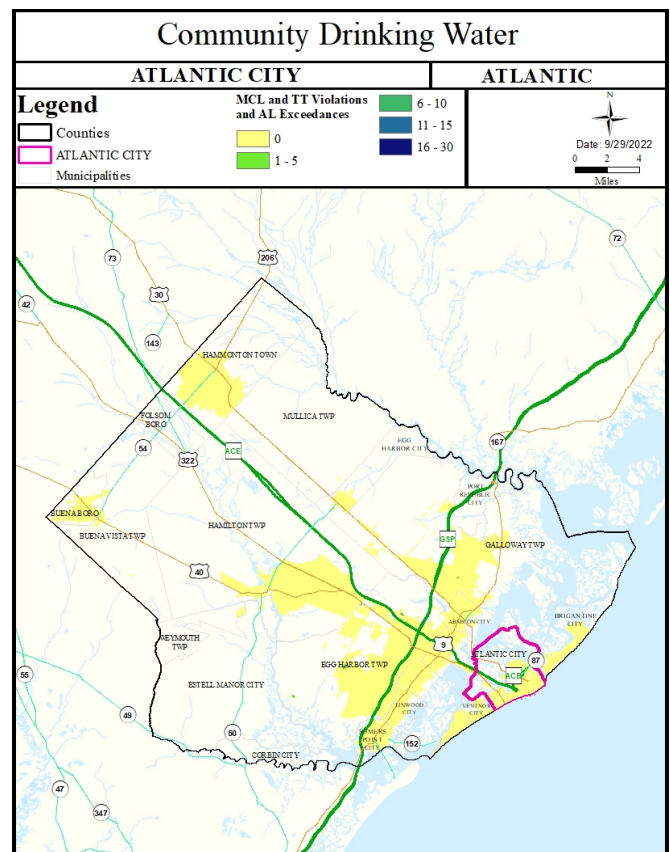 Community Drinking Water
ATLANTIC CITY
ATLANTIC
Legend
Counties
ATLANTIC CITY
Municipalities
MCL and TT Violations
and AL Exceedances
0
1 - 5
6 - 10
11 - 15
16 - 30
N
Date: 9/29/2022
0 2 4
Miles
72
206
73
30
42
143
HAMMONTON TOWN
FOLSOM
BORO
MULLICA TWP
EGG
HARBOR CITY
167
54
322
ACE
PORT
REPUBLIC
CITY
BUENA BORO
BUENA VISTA TWP
HAMILTON TWP
GSP
GALLOWAY TWP
40
BRIGANTINE
CITY
ABSECON CITY
WEYMOUTH
TWP
9
ATLANTIC CITY
87
EGG HARBOR TWP
ACB
55
ESTELL MANOR CITY
LINWOOD
CITY
VENTNOR
CITY
49
50
SOMERS
POINT
CITY
152
CORBIN CITY
47
347